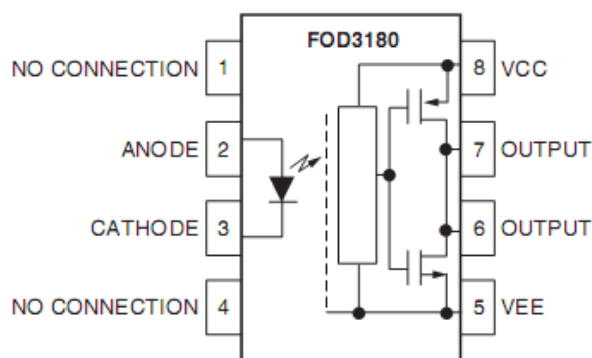 FOD3180
NO CONNECTION 1
8 VCC
ANODE 2
7 OUTPUT
CATHODE 3
6 OUTPUT
NO CONNECTION 4
5 VEE